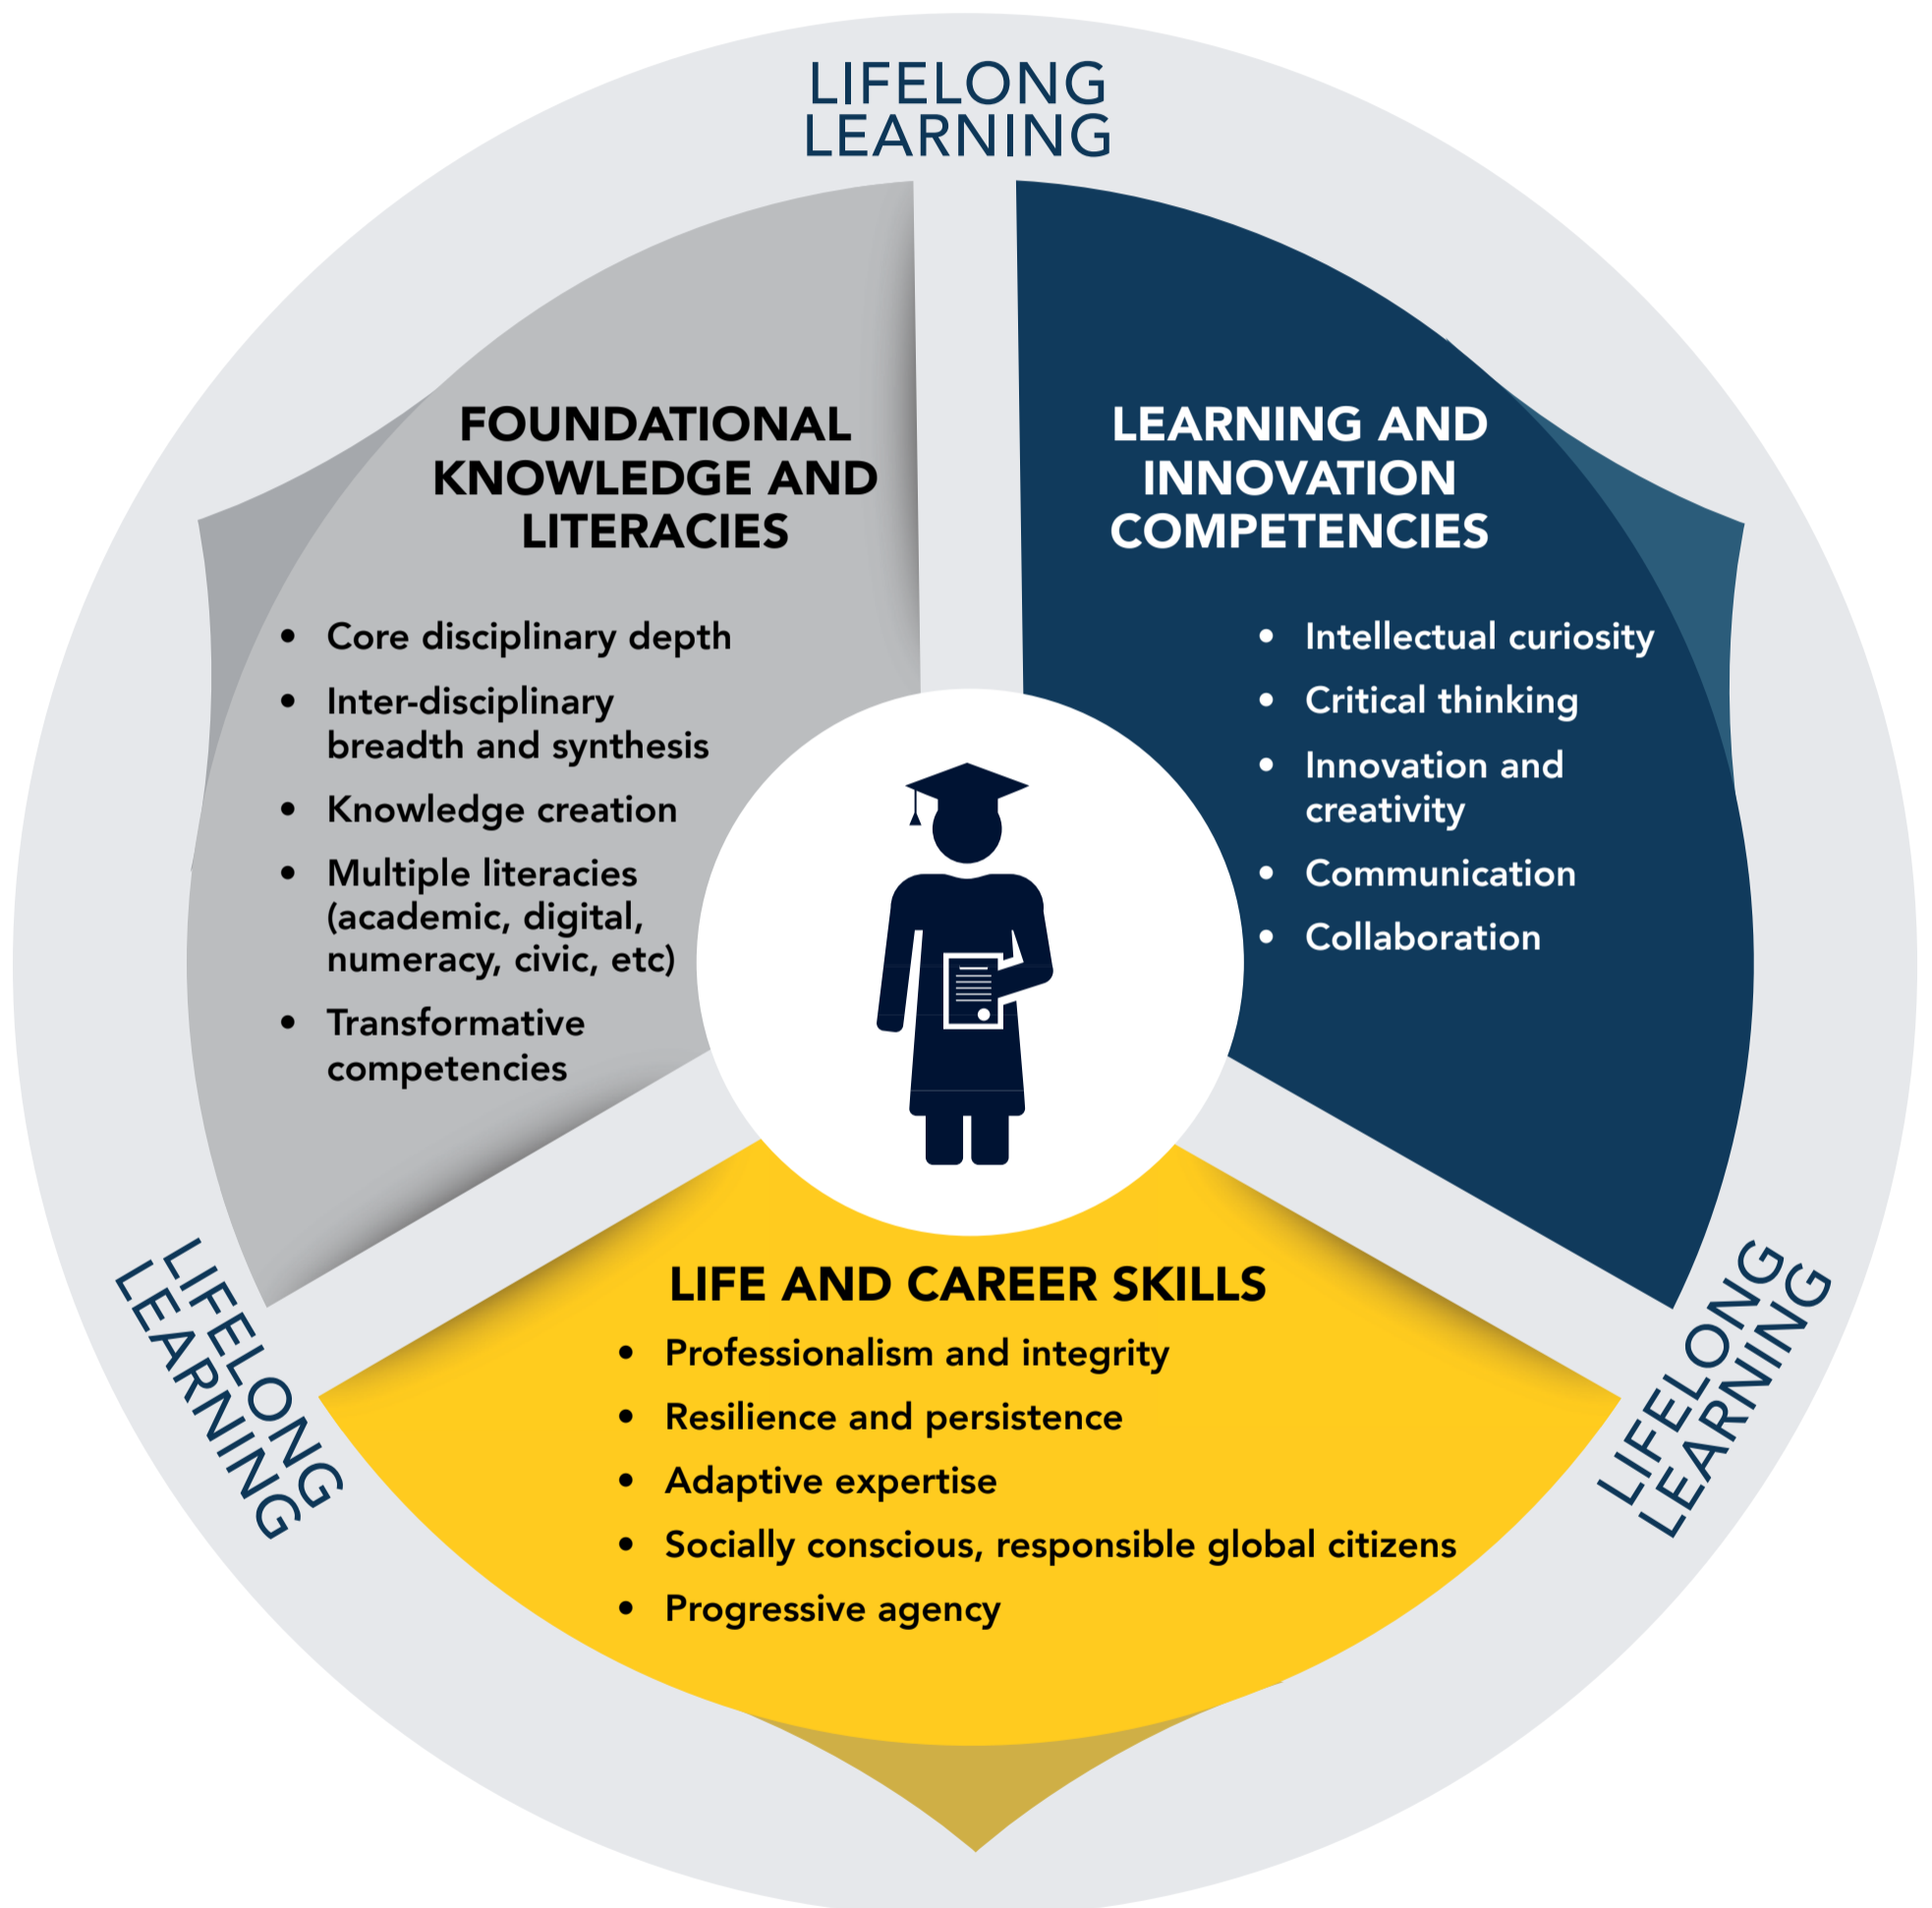 LIFELONG
LEARNING
FOUNDATIONAL
KNOWLEDGE AND
LITERACIES
• Core disciplinary depth
• Inter-disciplinary
breadth and synthesis
• Knowledge creation
• Multiple literacies
(academic, digital,
numeracy, civic, etc)
• Transformative
competencies
LEARNING AND
INNOVATION
COMPETENCIES
• Intellectual curiosity
• Critical thinking
• Innovation and
creativity
• Communication
• Collaboration
LIFE AND CAREER SKILLS
• Professionalism and integrity
• Resilience and persistence
• Adaptive expertise
• Socially conscious, responsible global citizens
• Progressive agency
LIFELONG
LEARNING
LIFELONG
LEARNING